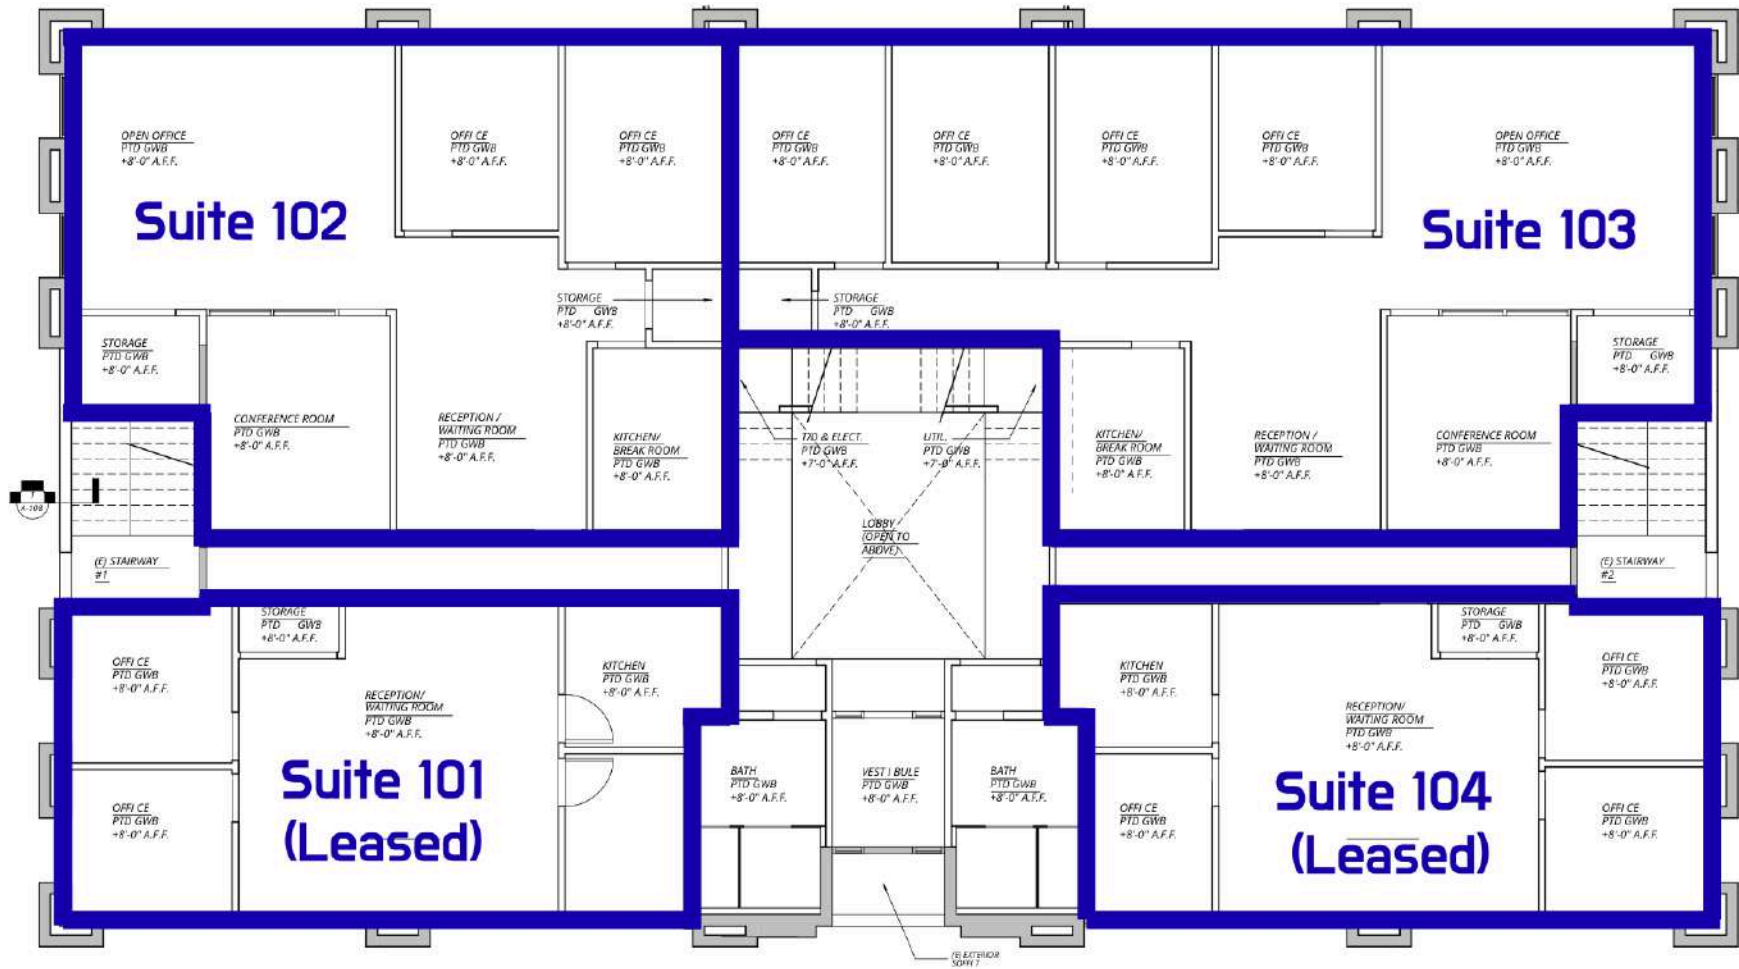 OPEN OFFICE
PTD GWB
+8'-0" A.F.F.
OFFI CE
PTD GWB
+8'-0" A.F.F.
OFFI CE
PTD GWB
+8'-0" A.F.F.
OFFI CE
PTD GWB
+8'-0" A.F.F.
OFFI CE
PTD GWB
+8'-0" A.F.F.
OFFI CE
PTD GWB
+8'-0" A.F.F.
OFFI CE
PTD GWB
+8'-0" A.F.F.
OPEN OFFICE
PTD GWB
+8'-0" A.F.F.
Suite 102
Suite 103
STORAGE
PTD GWB
+8'-0" A.F.F.
STORAGE
PTD GWB
+8'-0" A.F.F.
STORAGE
PTD GWB
+8'-0" A.F.F.
STORAGE
PTD GWB
+8'-0" A.F.F.
CONFERENCE ROOM
PTD GWB
+8'-0" A.F.F.
RECEPTION /
WAITING ROOM
PTD GWB
+8'-0" A.F.F.
KITCHEN/
BREAK ROOM
PTD GWB
+8'-0" A.F.F.
T/D & ELECT.
PTD GWB
+7'-0" A.F.F.
UTIL.
PTD GWB
+7'-0" A.F.F.
KITCHEN/
BREAK ROOM
PTD GWB
+8'-0" A.F.F.
RECEPTION /
WAITING ROOM
PTD GWB
+8'-0" A.F.F.
CONFERENCE ROOM
PTD GWB
+8'-0" A.F.F.
1
A-108
LOBBY
(OPEN TO
ABOVE)
(E) STAIRWAY
#1
(E) STAIRWAY
#2
STORAGE
PTD GWB
+8'-0" A.F.F.
STORAGE
PTD GWB
+8'-0" A.F.F.
OFFI CE
PTD GWB
+8'-0" A.F.F.
RECEPTION/
WAITING ROOM
PTD GWB
+8'-0" A.F.F.
KITCHEN
PTD GWB
+8'-0" A.F.F.
KITCHEN
PTD GWB
+8'-0" A.F.F.
RECEPTION/
WAITING ROOM
PTD GWB
+8'-0" A.F.F.
OFFI CE
PTD GWB
+8'-0" A.F.F.
Suite 101
(Leased)
BATH
PTD GWB
+8'-0" A.F.F.
VEST I BULE
PTD GWB
+8'-0" A.F.F.
BATH
PTD GWB
+8'-0" A.F.F.
Suite 104
(Leased)
OFFI CE
PTD GWB
+8'-0" A.F.F.
OFFI CE
PTD GWB
+8'-0" A.F.F.
OFFI CE
PTD GWB
+8'-0" A.F.F.
(E) EXTERIOR